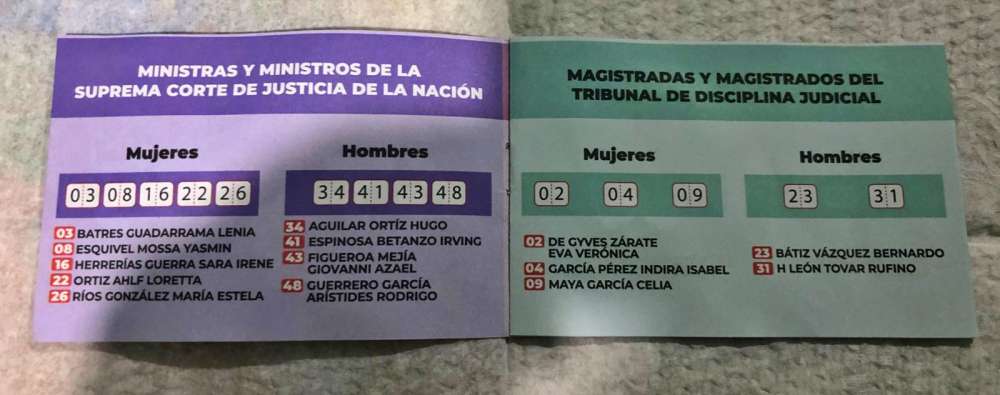 MINISTRAS Y MINISTROS DE LA
SUPREMA CORTE DE JUSTICIA DE LA NACIÓN
Mujeres
03 08 16 22 26
03 BATRES GUADARRAMA LENIA
08 ESQUIVEL MOSSA YASMIN
16 HERRERÍAS GUERRA SARA IRENE
22 ORTIZ AHLF LORETTA
26 RÍOS GONZÁLEZ MARÍA ESTELA
Hombres
34 41 43 48
34 AGUILAR ORTÍZ HUGO
41 ESPINOSA BETANZO IRVING
43 FIGUEROA MEJÍA
GIOVANNI AZAEL
48 GUERRERO GARCÍA
ARÍSTIDES RODRIGO
MAGISTRADAS Y MAGISTRADOS DEL
TRIBUNAL DE DISCIPLINA JUDICIAL
Mujeres
02 04 09
02 DE GYVES ZÁRATE
EVA VERÓNICA
04 GARCÍA PÉREZ INDIRA ISABEL
09 MAYA GARCÍA CELIA
Hombres
23 31
23 BÁTIZ VÁZQUEZ BERNARDO
31 H LEÓN TOVAR RUFINO